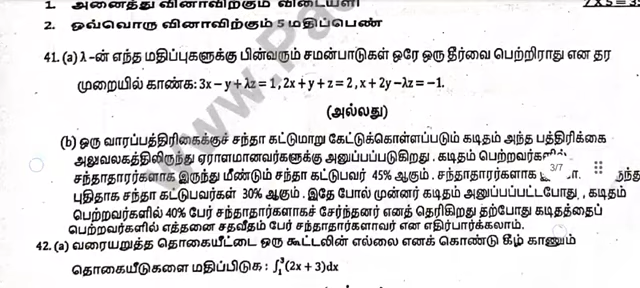 1. அனைத்து வினாவிற்கும் விடையளி 7 X 5 = 35
2. ஒவ்வொரு வினாவிற்கும் 5 மதிப்பெண்
41. (a) λ -ன் எந்த மதிப்புகளுக்கு பின்வரும் சமன்பாடுகள் ஒரே ஒரு தீர்வை பெற்றிராது என தர
முறையில் காண்க: 3x – y + λz = 1, 2x + y + z = 2, x + 2y – λz = –1.
(அல்லது)
(b) ஒரு வாரப்பத்திரிகைக்குச் சந்தா கட்டுமாறு கேட்டுக்கொள்ளப்படும் கடிதம் அந்த பத்திரிக்கை
அலுவலகத்திலிருந்து ஏராளமானவர்களுக்கு அனுப்பப்படுகிறது. கடிதம் பெற்றவர்களில்
சந்தாதாரர்களாக இருந்து மீண்டும் சந்தா கட்டுபவர் 45% ஆகும். சந்தாதாரர்களாக 3/7
புதிதாக சந்தா கட்டுபவர்கள் 30% ஆகும். இதே போல் முன்னர் கடிதம் அனுப்பப்பட்டபோது, கடிதம்
பெற்றவர்களில் 40% பேர் சந்தாதார்களாகச் சேர்ந்தனர் எனத் தெரிகிறது தற்போது கடிதத்தைப்
பெற்றவர்களில் எத்தனை சதவீதம் பேர் சந்தாதார்களாவர் என எதிர்பார்க்கலாம்.
42. (a) வரையறுத்த தொகையீட்டை ஒரு கூட்டலின் எல்லை எனக் கொண்டு கீழ் காணும்
தொகையீடுகளை மதிப்பிடுக : ∫₁³(2x + 3)dx